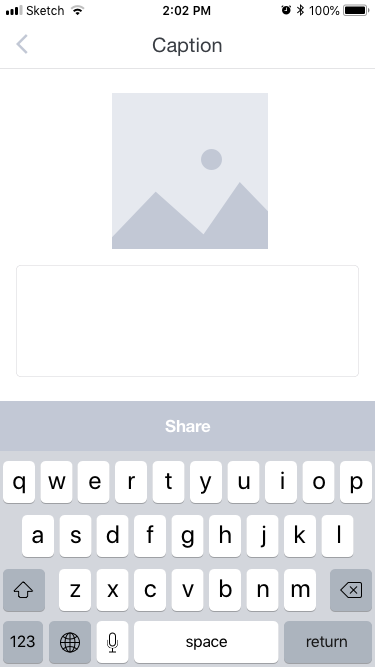 Sketch 2:02 PM 100%
Caption
Share
q w e r t y u i o p
a s d f g h j k l
z x c v b n m
123 space return